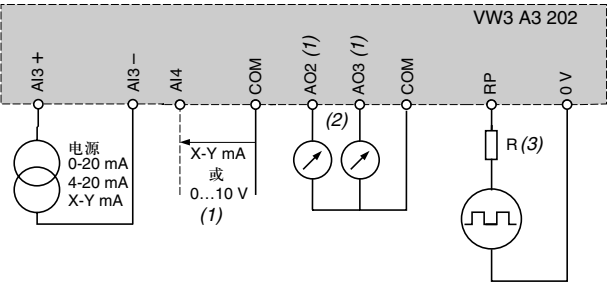 VW3 A3 202
AI3 +
AI3 –
AI4
COM
AO2 (1)
AO3 (1)
COM
RP
0 V
电源
0-20 mA
4-20 mA
X-Y mA
X-Y mA
或
0...10 V
(1)
(2)
R (3)